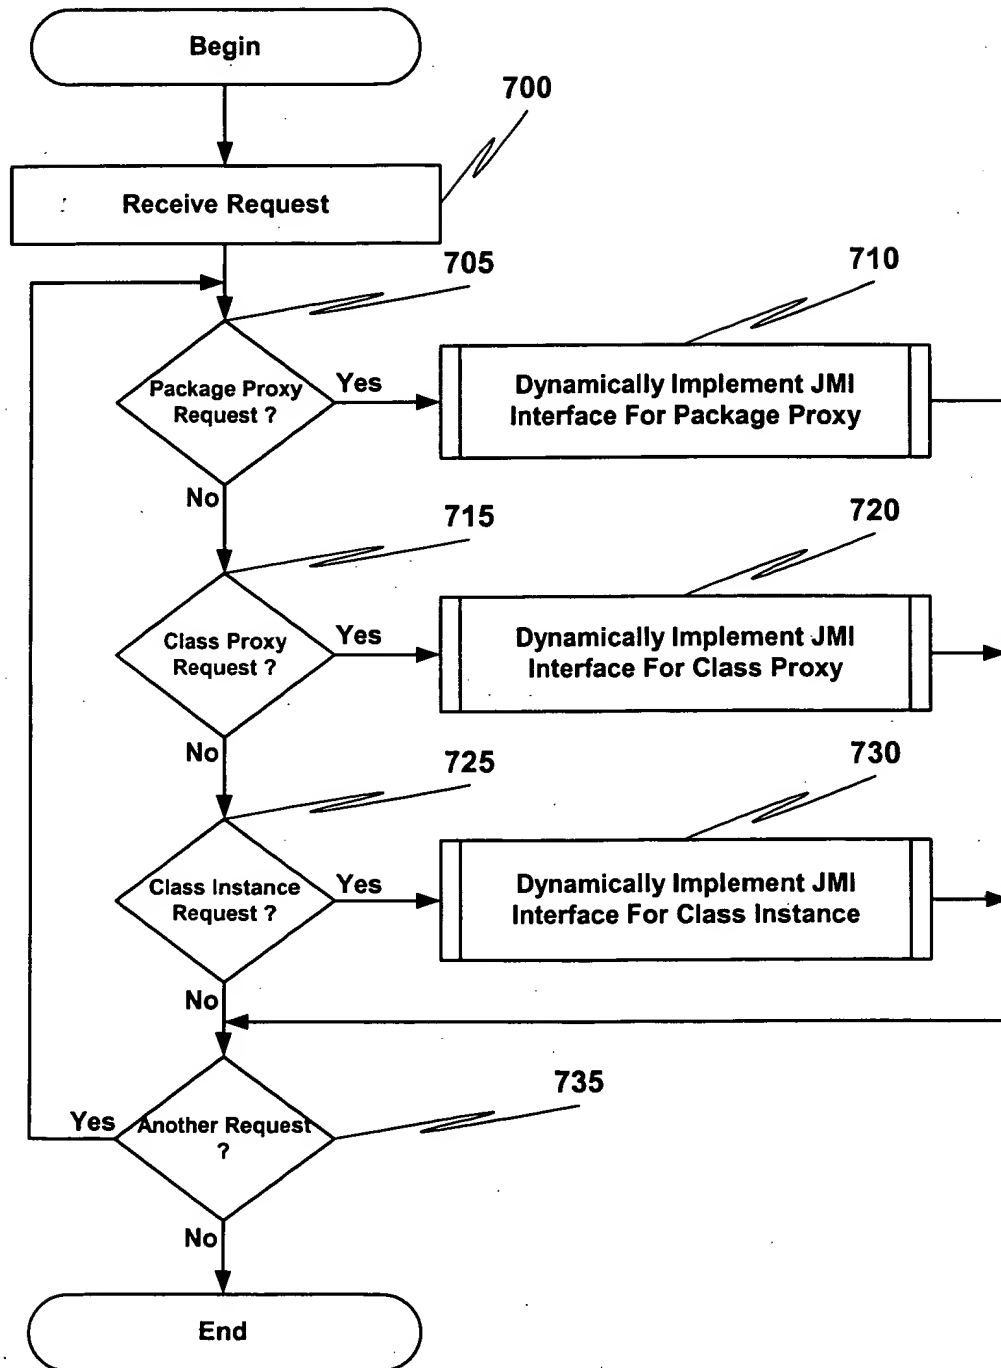 Begin
700
Receive Request
705
710
Package Proxy
Request ?
Yes
Dynamically Implement JMI
Interface For Package Proxy
No
715
720
Class Proxy
Request ?
Yes
Dynamically Implement JMI
Interface For Class Proxy
No
725
730
Class Instance
Request ?
Yes
Dynamically Implement JMI
Interface For Class Instance
No
735
Yes
Another Request
?
No
End